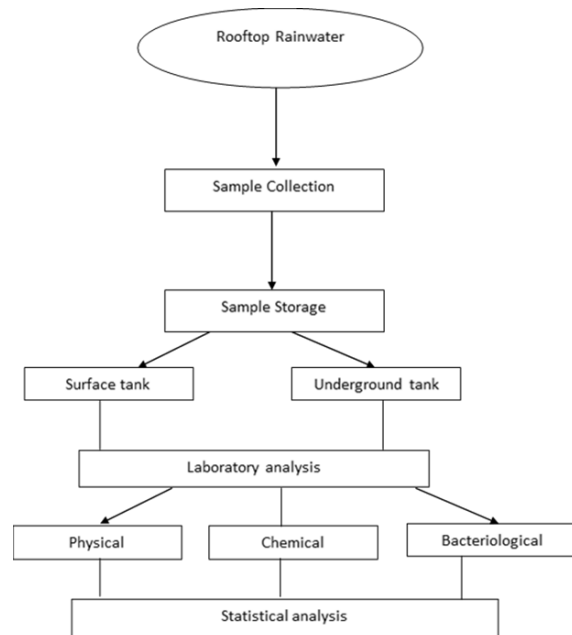 Rooftop Rainwater
Sample Collection
Sample Storage
Surface tank
Underground tank
Laboratory analysis
Physical
Chemical
Bacteriological
Statistical analysis